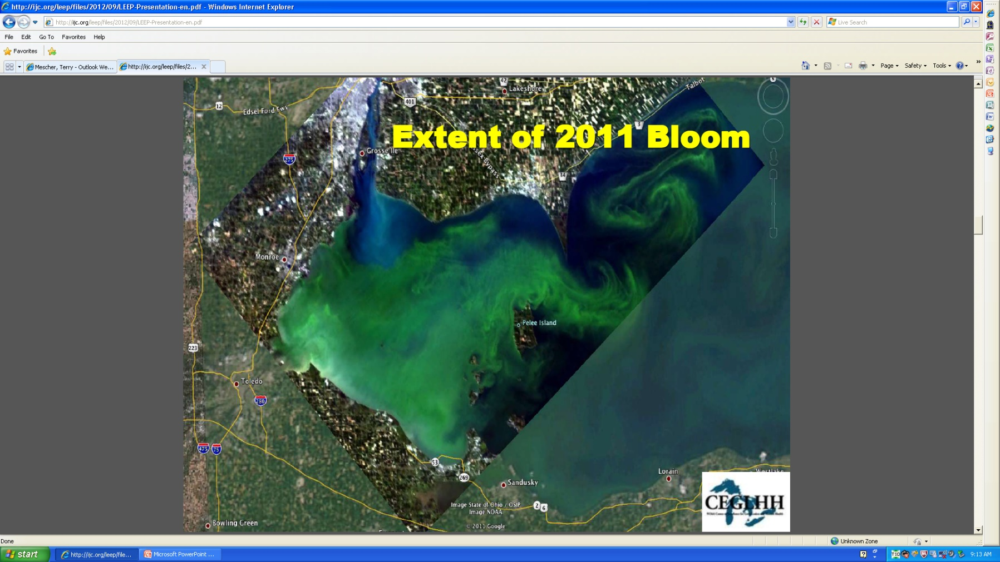 http://ijc.org/leep/files/2012/09/LEEP-Presentation-en.pdf - Windows Internet Explorer
http://ijc.org/leep/files/2012/09/LEEP-Presentation-en.pdf
Live Search
File Edit Go To Favorites Help
Favorites
Mescher, Terry - Outlook We...
http://ijc.org/leep/files/2...
Page Safety Tools
42
Lakeshore
Talbot
N
12
Edsel Ford Fwy
401
3
Extent of 2011 Bloom
Grosse Ile
275
Essex Bypass
34
Monroe
Pelee Island
223
Toledo
280
475
75
53
269
Lorain
Westlake
Sandusky
CEGLHH
Image State of Ohio / OSIP
2
6
Image NOAA
Bowling Green
© 2011 Google
Done
Unknown Zone
start
http://ijc.org/leep/file...
Microsoft PowerPoint ...
TSD
9:13 AM